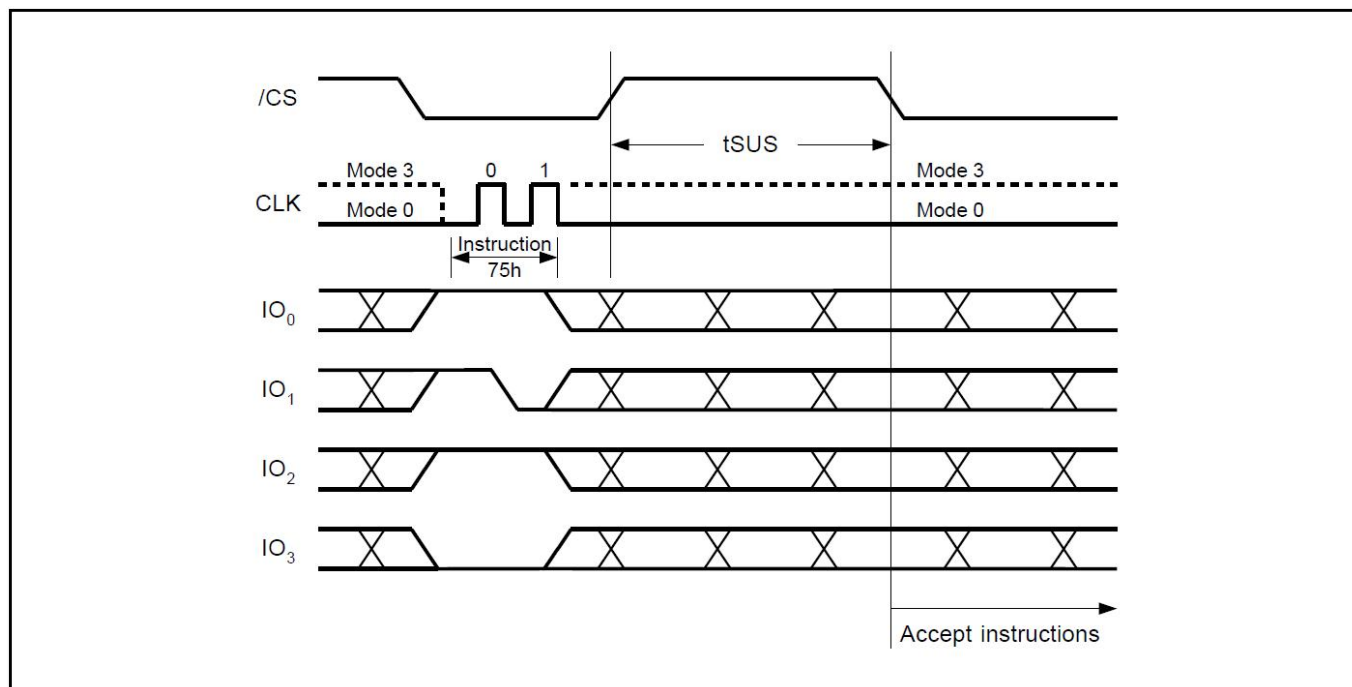 /CS
tSUS
Mode 3 0 1 Mode 3
CLK
Mode 0 Mode 0
Instruction
75h
IO0
IO1
IO2
IO3
Accept instructions